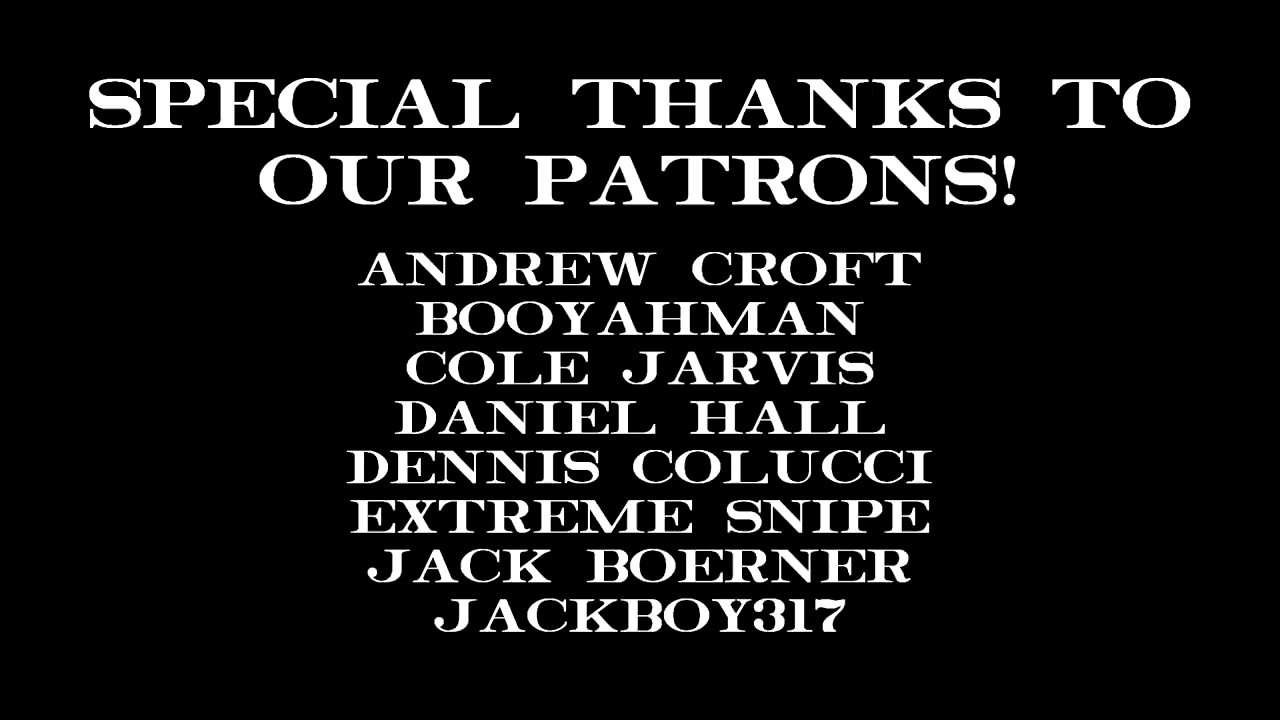 SPECIAL THANKS TO
OUR PATRONS!
ANDREW CROFT
BOOYAHMAN
COLE JARVIS
DANIEL HALL
DENNIS COLUCCI
EXTREME SNIPE
JACK BOERNER
JACKBOY317